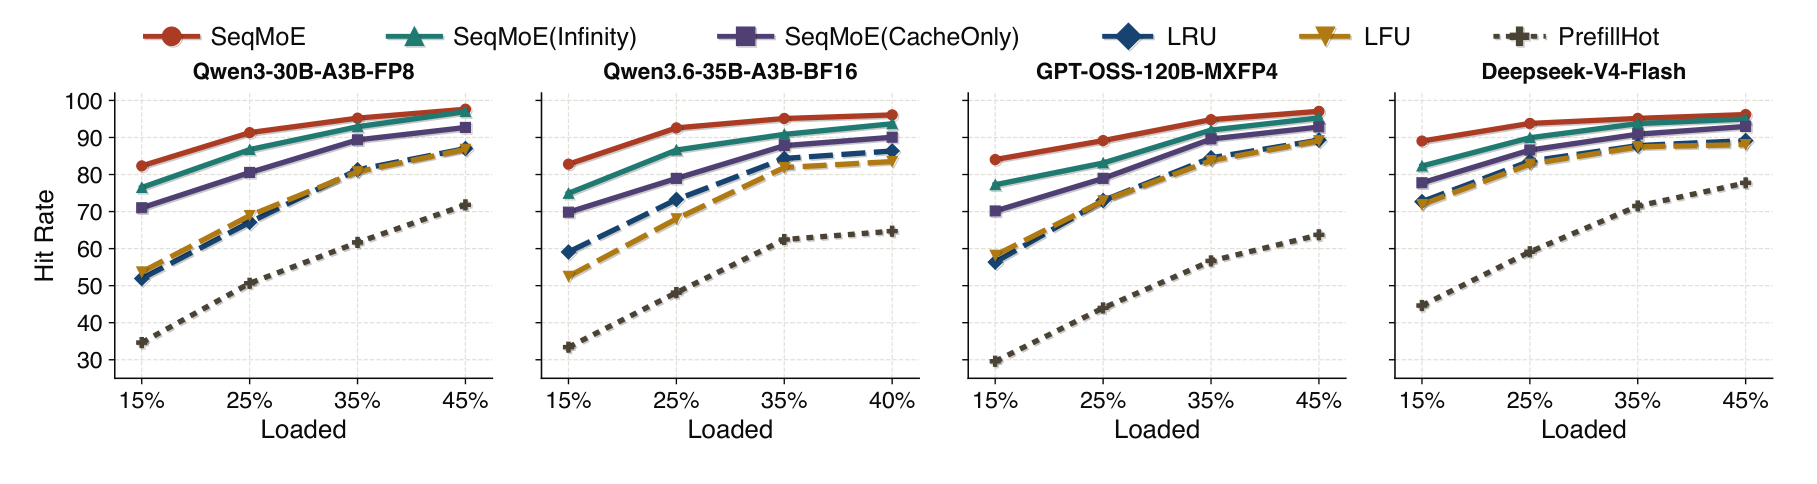 SeqMoE SeqMoE(Infinity) SeqMoE(CacheOnly) LRU LFU PrefillHot
Qwen3-30B-A3B-FP8 Qwen3.6-35B-A3B-BF16 GPT-OSS-120B-MXFP4 Deepseek-V4-Flash
Hit Rate
100
90
80
70
60
50
40
30
15% 25% 35% 45% 15% 25% 35% 40% 15% 25% 35% 45% 15% 25% 35% 45%
Loaded Loaded Loaded Loaded